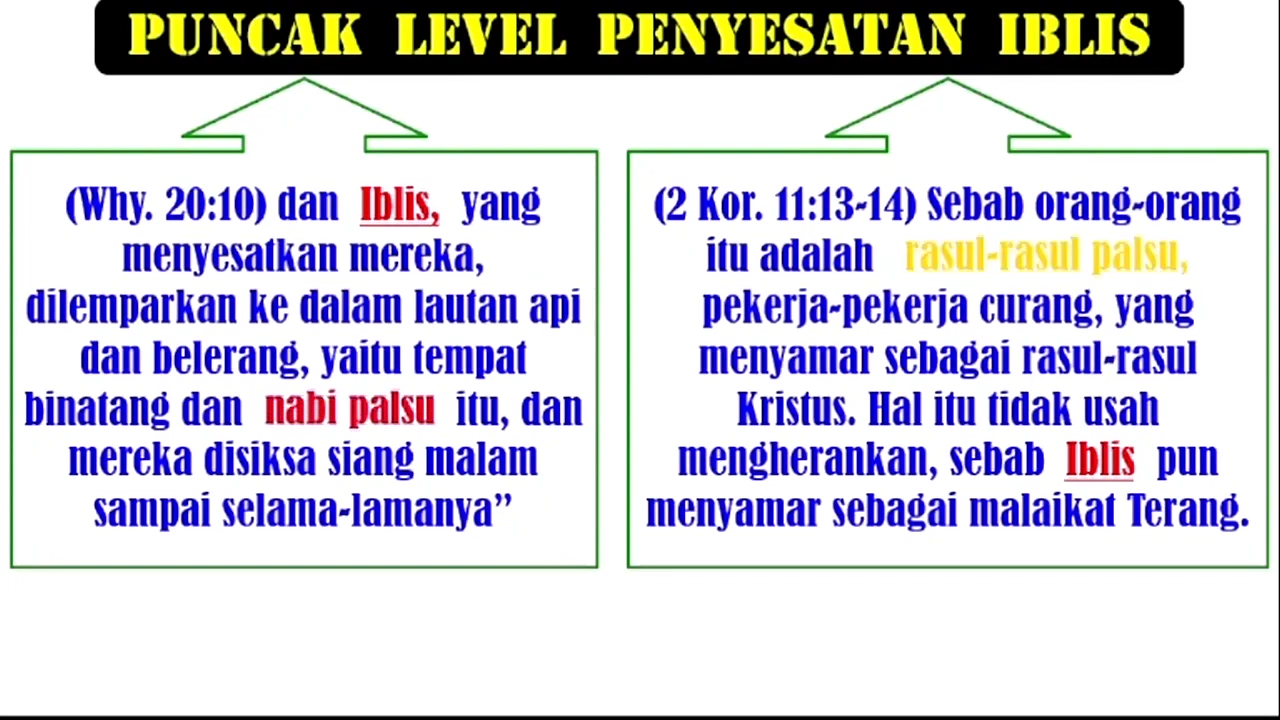 PUNCAK LEVEL PENYESATAN IBLIS
(Why. 20:10) dan Iblis, yang
menyesatkan mereka,
dilemparkan ke dalam lautan api
dan belerang, yaitu tempat
binatang dan nabi palsu itu, dan
mereka disiksa siang malam
sampai selama-lamanya”
(2 Kor. 11:13-14) Sebab orang-orang
itu adalah rasul-rasul palsu,
pekerja-pekerja curang, yang
menyamar sebagai rasul-rasul
Kristus. Hal itu tidak usah
mengherankan, sebab Iblis pun
menyamar sebagai malaikat Terang.